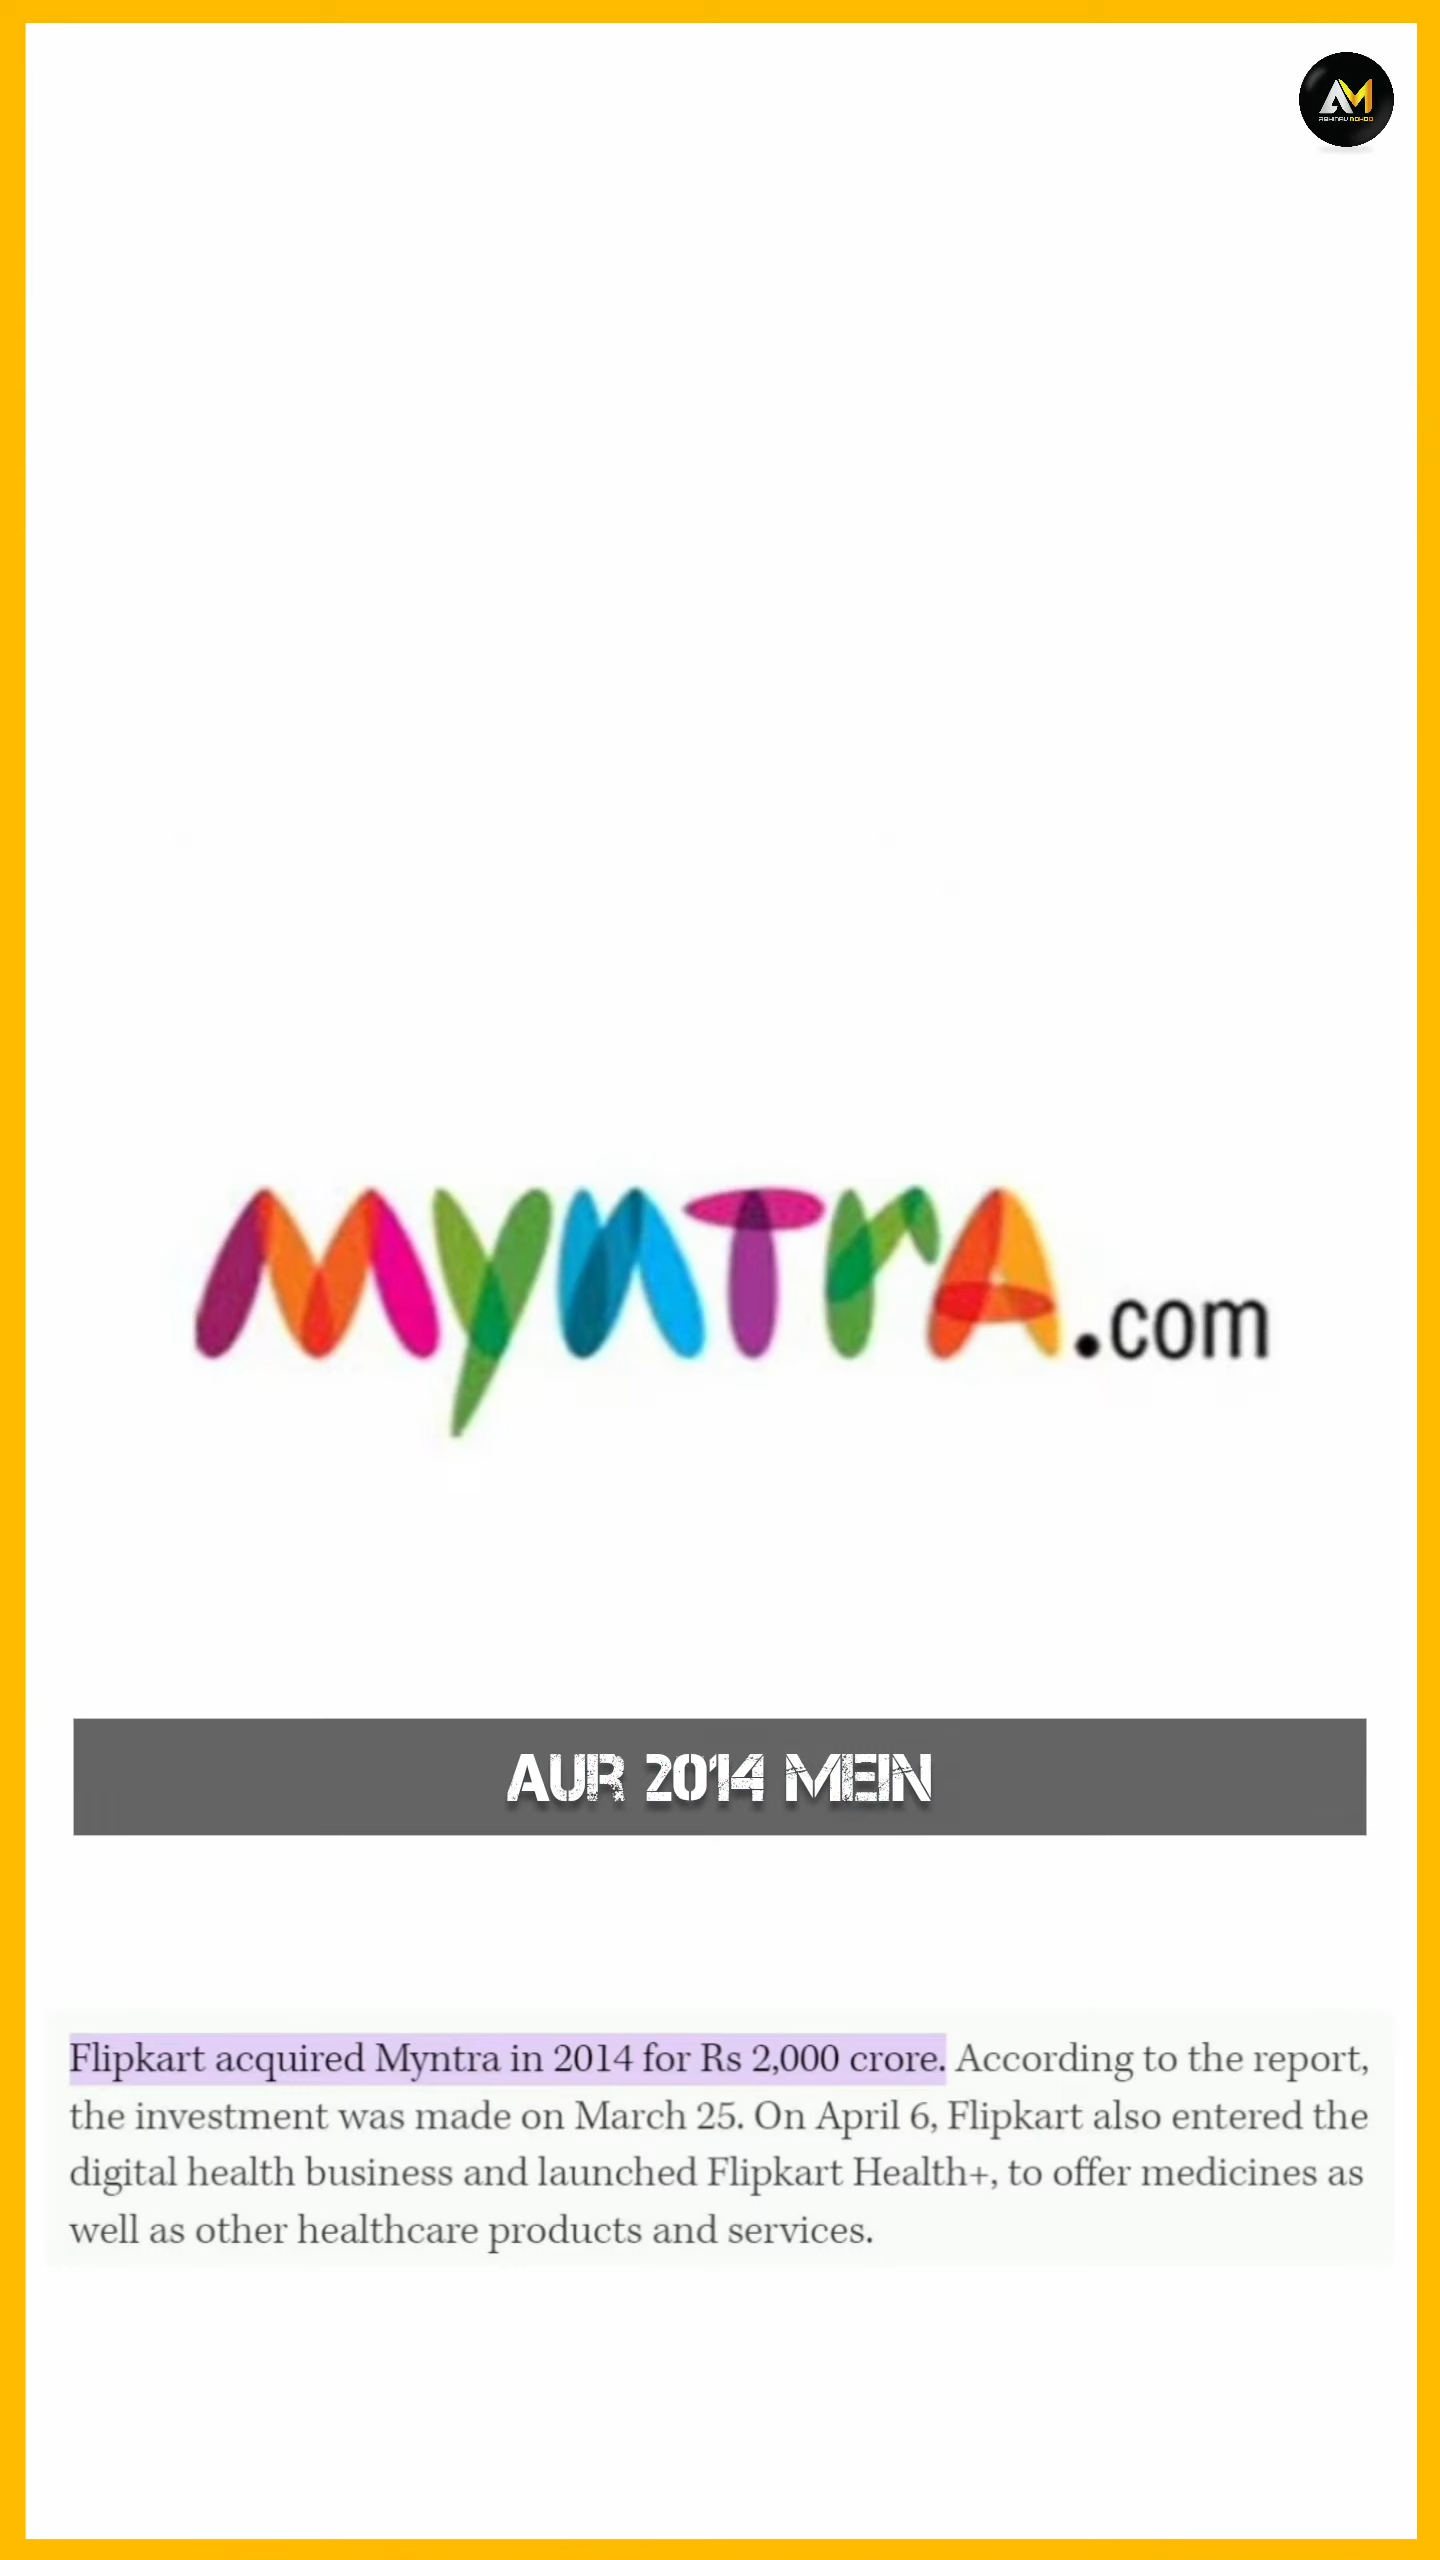 AM
Myntra.com
AUR 2014 MEIN
Flipkart acquired Myntra in 2014 for Rs 2,000 crore. According to the report,
the investment was made on March 25. On April 6, Flipkart also entered the
digital health business and launched Flipkart Health+, to offer medicines as
well as other healthcare products and services.